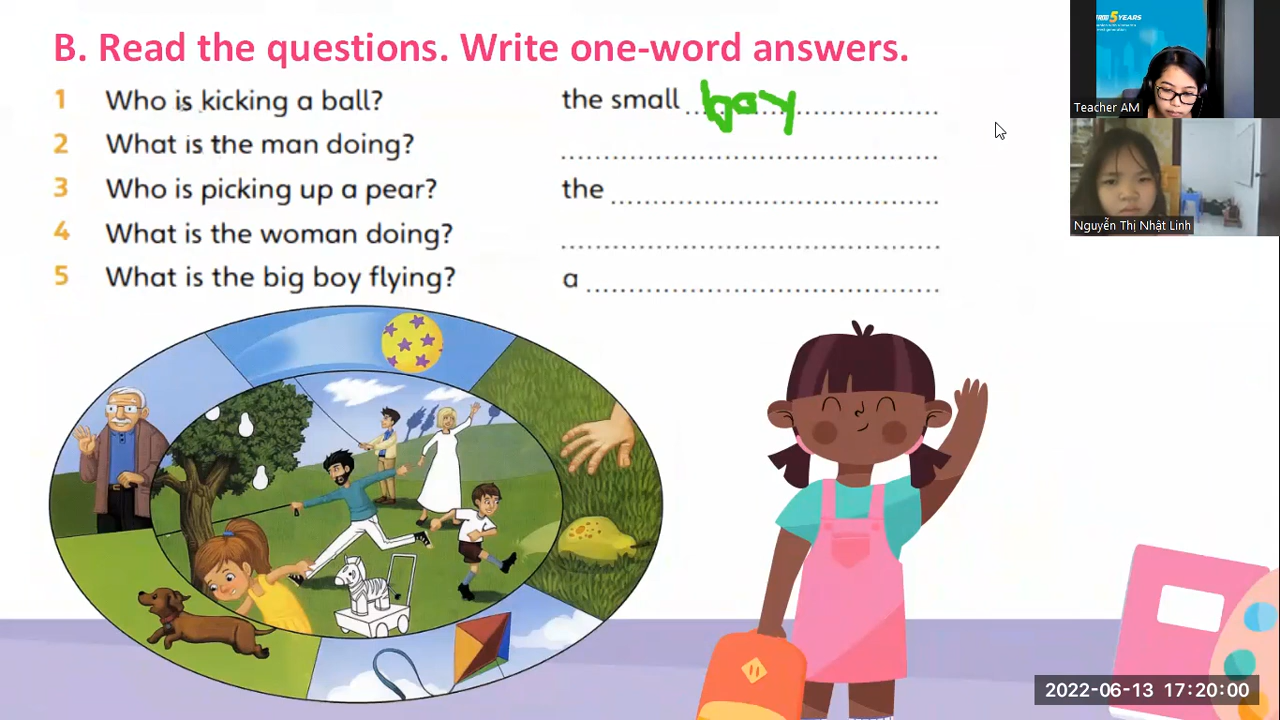 B. Read the questions. Write one-word answers.
1 Who is kicking a ball? the small boy
2 What is the man doing?
3 Who is picking up a pear? the
4 What is the woman doing?
5 What is the big boy flying? a
5 YEARS
Teacher AM
Nguyễn Thị Nhật Linh
2022-06-13 17:20:00